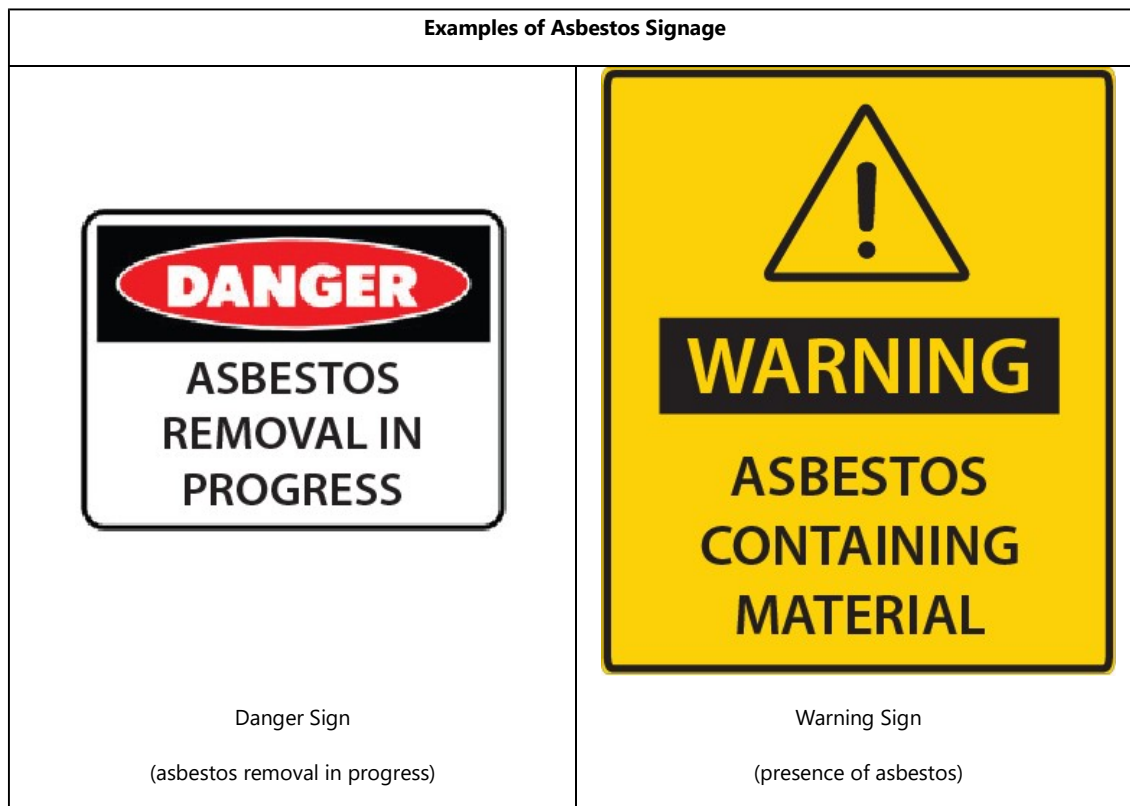 Examples of Asbestos Signage
DANGER
ASBESTOS
REMOVAL IN
PROGRESS
Danger Sign
(asbestos removal in progress)
!
WARNING
ASBESTOS
CONTAINING
MATERIAL
Warning Sign
(presence of asbestos)